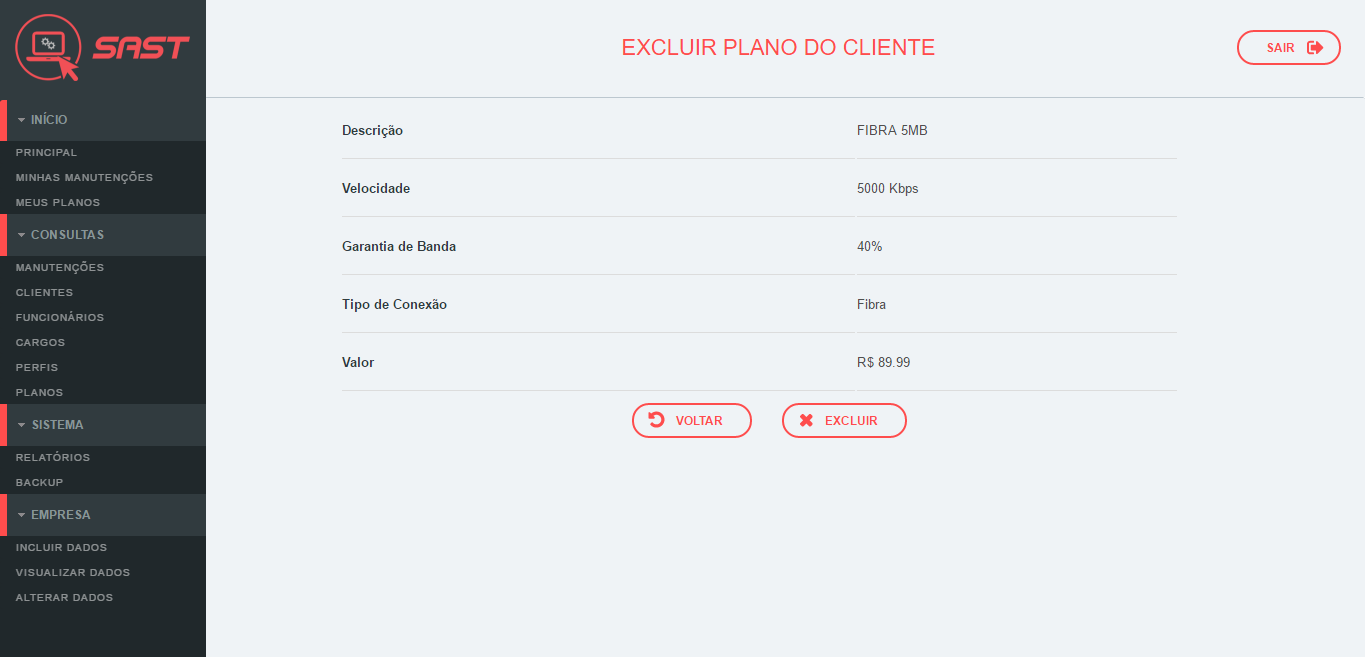 SAST
EXCLUIR PLANO DO CLIENTE
SAIR
INÍCIO
PRINCIPAL
MINHAS MANUTENÇÕES
MEUS PLANOS
CONSULTAS
MANUTENÇÕES
CLIENTES
FUNCIONÁRIOS
CARGOS
PERFIS
PLANOS
SISTEMA
RELATÓRIOS
BACKUP
EMPRESA
INCLUIR DADOS
VISUALIZAR DADOS
ALTERAR DADOS
Descrição FIBRA 5MB
Velocidade 5000 Kbps
Garantia de Banda 40%
Tipo de Conexão Fibra
Valor R$ 89.99
VOLTAR EXCLUIR